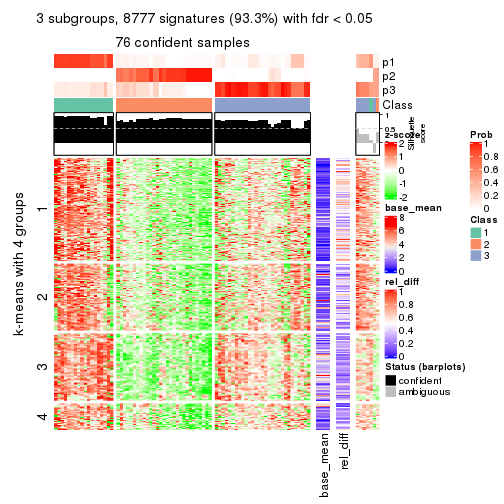 3 subgroups, 8777 signatures (93.3%) with fdr < 0.05
76 confident samples
p1
p2
p3
Class
1
0.5
0
Silhouette
score
k-means with 4 groups
1
2
3
4
base_mean
rel_diff
z-score
2
1
0
-1
-2
base_mean
8
6
4
2
0
rel_diff
1
0.8
0.6
0.4
0.2
0
Status (barplots)
confident
ambiguous
Prob
1
0.8
0.6
0.4
0.2
0
Class
1
2
3